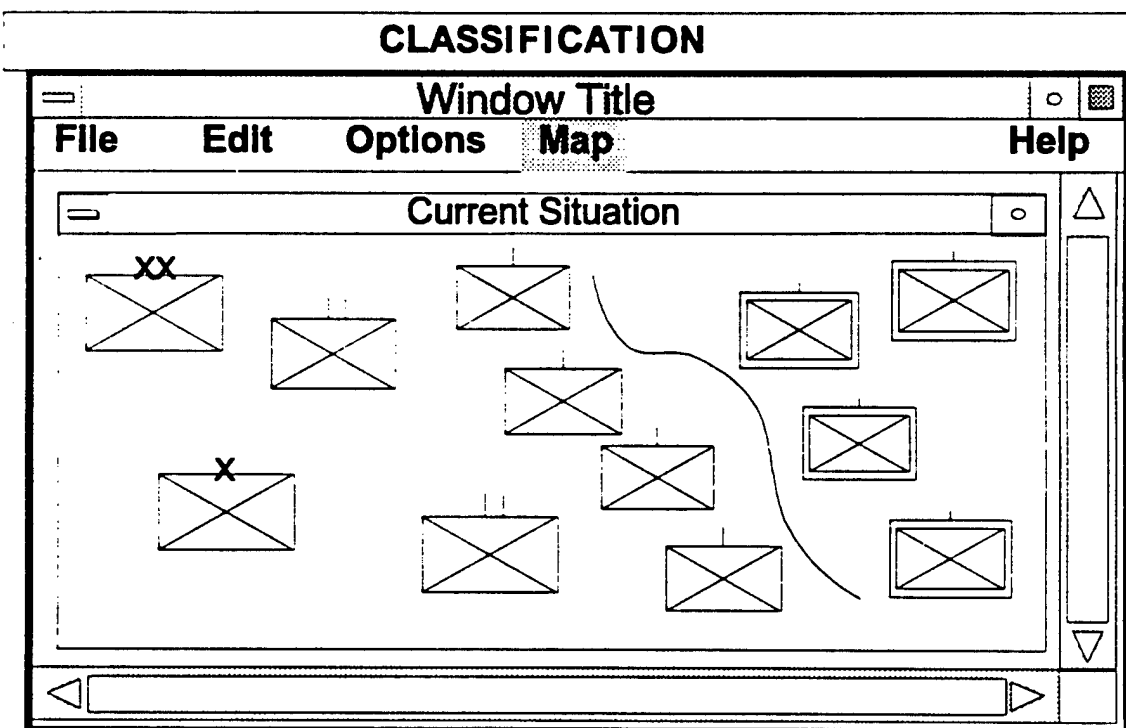 CLASSIFICATION
Window Title
File Edit Options Map Help
Current Situation
XX
X